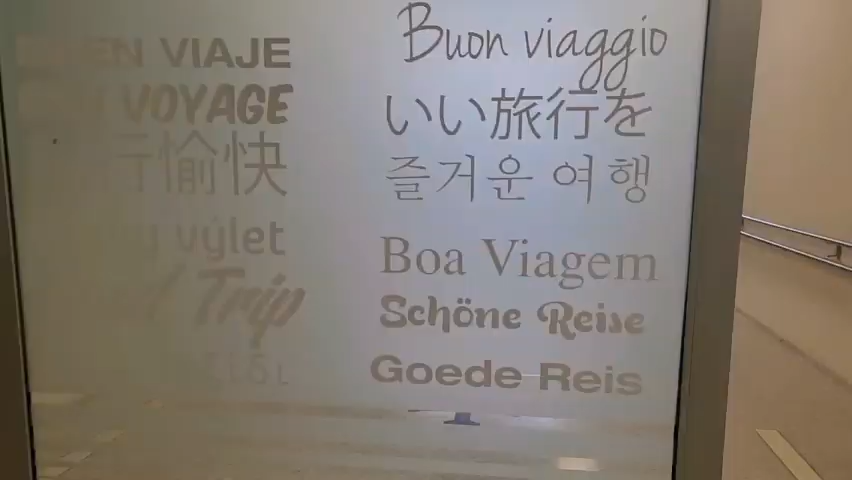 VIAJE
VOYAGE
行愉快
výlet
Trip
Buon viaggio
いい旅行を
즐거운 여행
Boa Viagem
Schöne Reise
Goede Reis